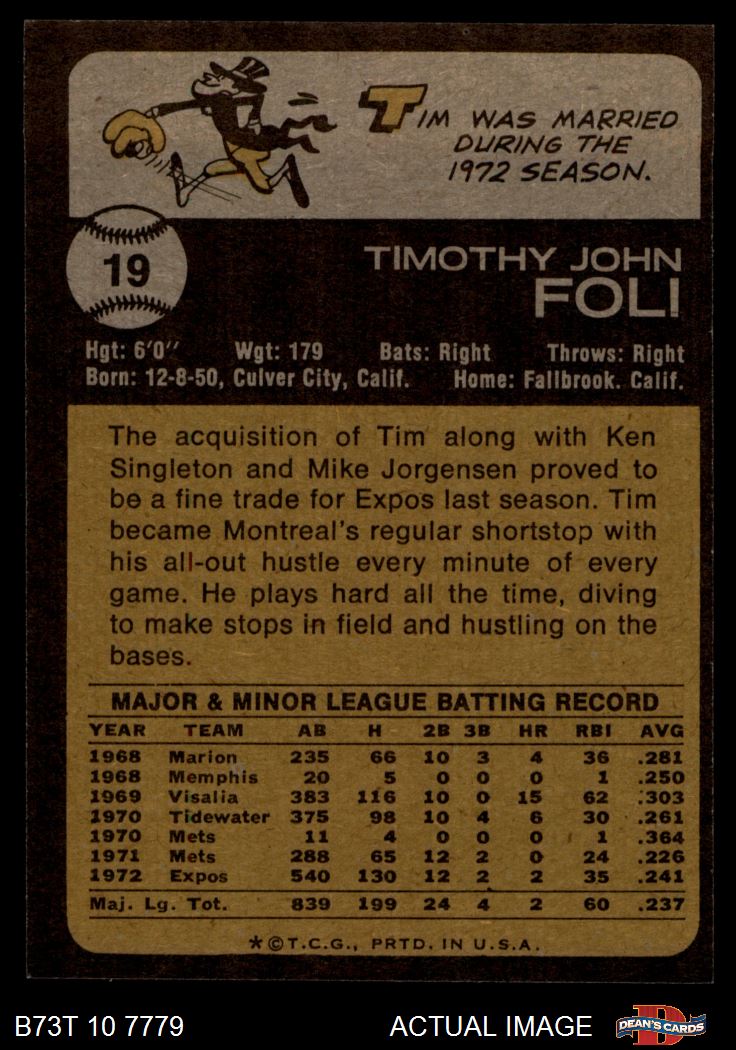 TIM WAS MARRIED
DURING THE
1972 SEASON.
19
TIMOTHY JOHN
FOLI
Hgt: 6'0" Wgt: 179 Bats: Right Throws: Right
Born: 12-8-50, Culver City, Calif. Home: Fallbrook. Calif.
The acquisition of Tim along with Ken
Singleton and Mike Jorgensen proved to
be a fine trade for Expos last season. Tim
became Montreal's regular shortstop with
his all-out hustle every minute of every
game. He plays hard all the time, diving
to make stops in field and hustling on the
bases.
MAJOR & MINOR LEAGUE BATTING RECORD
YEAR TEAM AB H 2B 3B HR RBI AVG
1968 Marion 235 66 10 3 4 36 .281
1968 Memphis 20 5 0 0 0 1 .250
1969 Visalia 383 116 10 0 15 62 .303
1970 Tidewater 375 98 10 4 6 30 .261
1970 Mets 11 4 0 0 0 1 .364
1971 Mets 288 65 12 2 0 24 .226
1972 Expos 540 130 12 2 2 35 .241
Maj. Lg. Tot. 839 199 24 4 2 60 .237
*©T.C.G., PRTD. IN U.S.A.
B73T 10 7779 ACTUAL IMAGE D DEAN'S CARDS